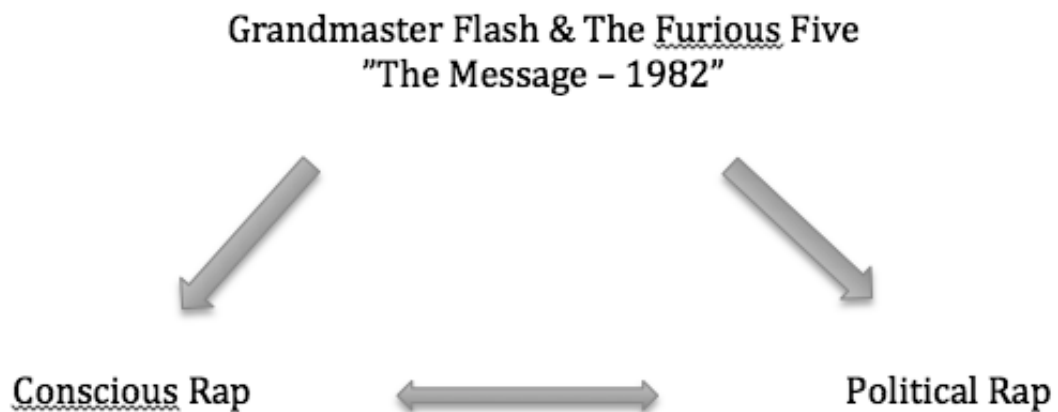 Grandmaster Flash & The Furious Five
”The Message – 1982”
Conscious Rap
Political Rap